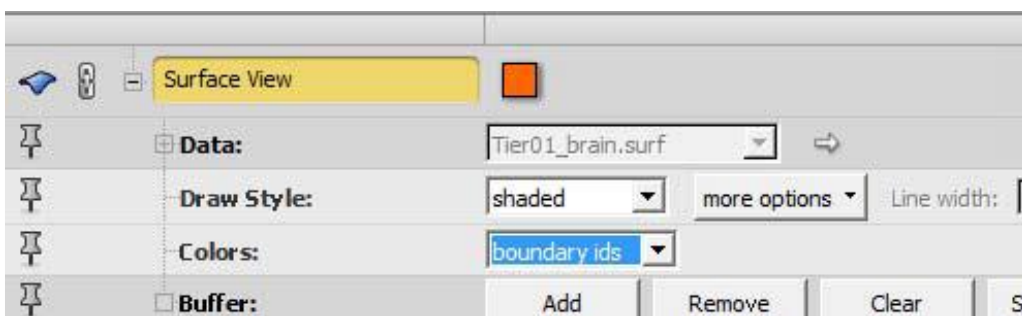 Surface View
Data: Tier01_brain.surf
Draw Style: shaded more options Line width:
Colors: boundary ids
Buffer: Add Remove Clear S